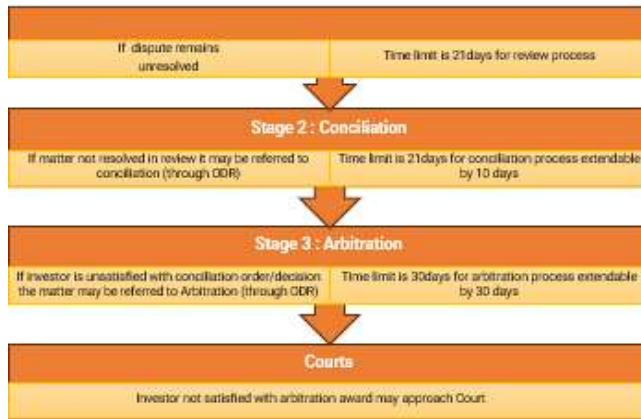 If dispute remains
unresolved
Time limit is 21days for review process
Stage 2 : Conciliation
If matter not resolved in review it may be referred to
conciliation (through ODR)
Time limit is 21days for conciliation process extendable
by 10 days
Stage 3 : Arbitration
If investor is unsatisfied with conciliation order/decision
the matter may be referred to Arbitration (through ODR)
Time limit is 30days for arbitration process extendable
by 30 days
Courts
Investor not satisfied with arbitration award may approach Court